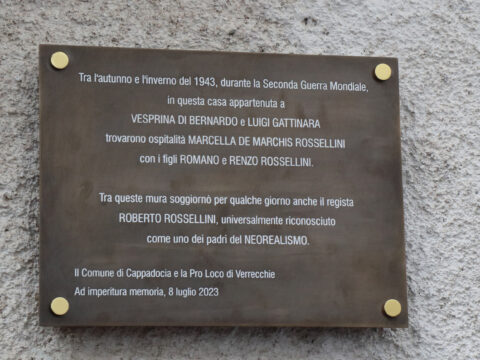 Tra l'autunno e l'inverno del 1943, durante la Seconda Guerra Mondiale,
in questa casa appartenuta a
VESPRINA DI BERNARDO e LUIGI GATTINARA
trovarono ospitalità MARCELLA DE MARCHIS ROSSELLINI
con i figli ROMANO e RENZO ROSSELLINI.
Tra queste mura soggiornò per qualche giorno anche il regista
ROBERTO ROSSELLINI, universalmente riconosciuto
come uno dei padri del NEOREALISMO.
Il Comune di Cappadocia e la Pro Loco di Verrecchie
Ad imperitura memoria, 8 luglio 2023